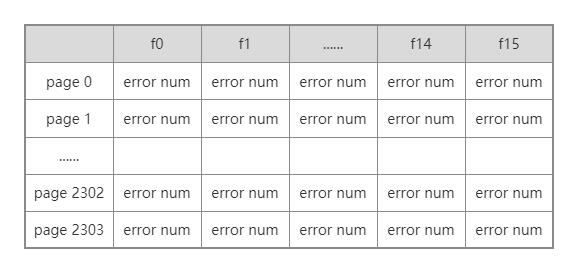 f0 f1 ...... f14 f15
page 0 error num error num error num error num error num
page 1 error num error num error num error num error num
......
page 2302 error num error num error num error num error num
page 2303 error num error num error num error num error num